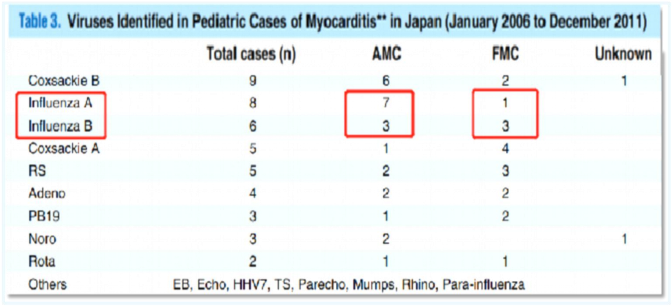 Table 3. Viruses Identified in Pediatric Cases of Myocarditis** in Japan (January 2006 to December 2011)
Total cases (n) AMC FMC Unknown
Coxsackie B 9 6 2 1
Influenza A 8 7 1
Influenza B 6 3 3
Coxsackie A 5 1 4
RS 5 2 3
Adeno 4 2 2
PB19 3 1 2
Noro 3 2 1
Rota 2 1 1
Others EB, Echo, HHV7, TS, Parecho, Mumps, Rhino, Para-influenza